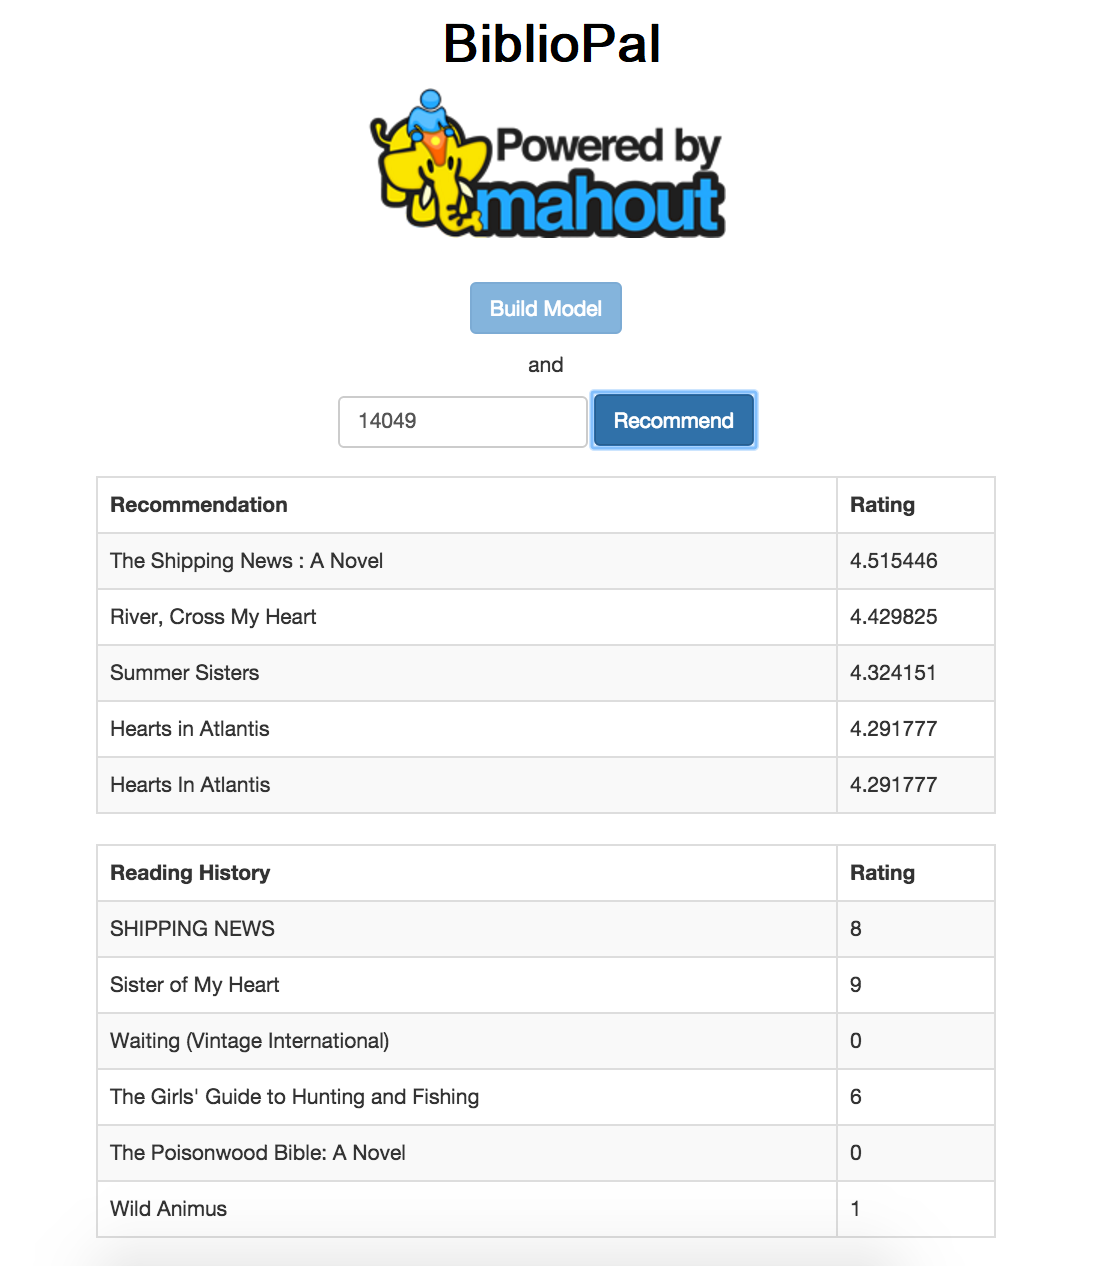 BiblioPal
Powered by
mahout
Build Model
and
14049 Recommend
Recommendation Rating
The Shipping News : A Novel 4.515446
River, Cross My Heart 4.429825
Summer Sisters 4.324151
Hearts in Atlantis 4.291777
Hearts In Atlantis 4.291777
Reading History Rating
SHIPPING NEWS 8
Sister of My Heart 9
Waiting (Vintage International) 0
The Girls' Guide to Hunting and Fishing 6
The Poisonwood Bible: A Novel 0
Wild Animus 1